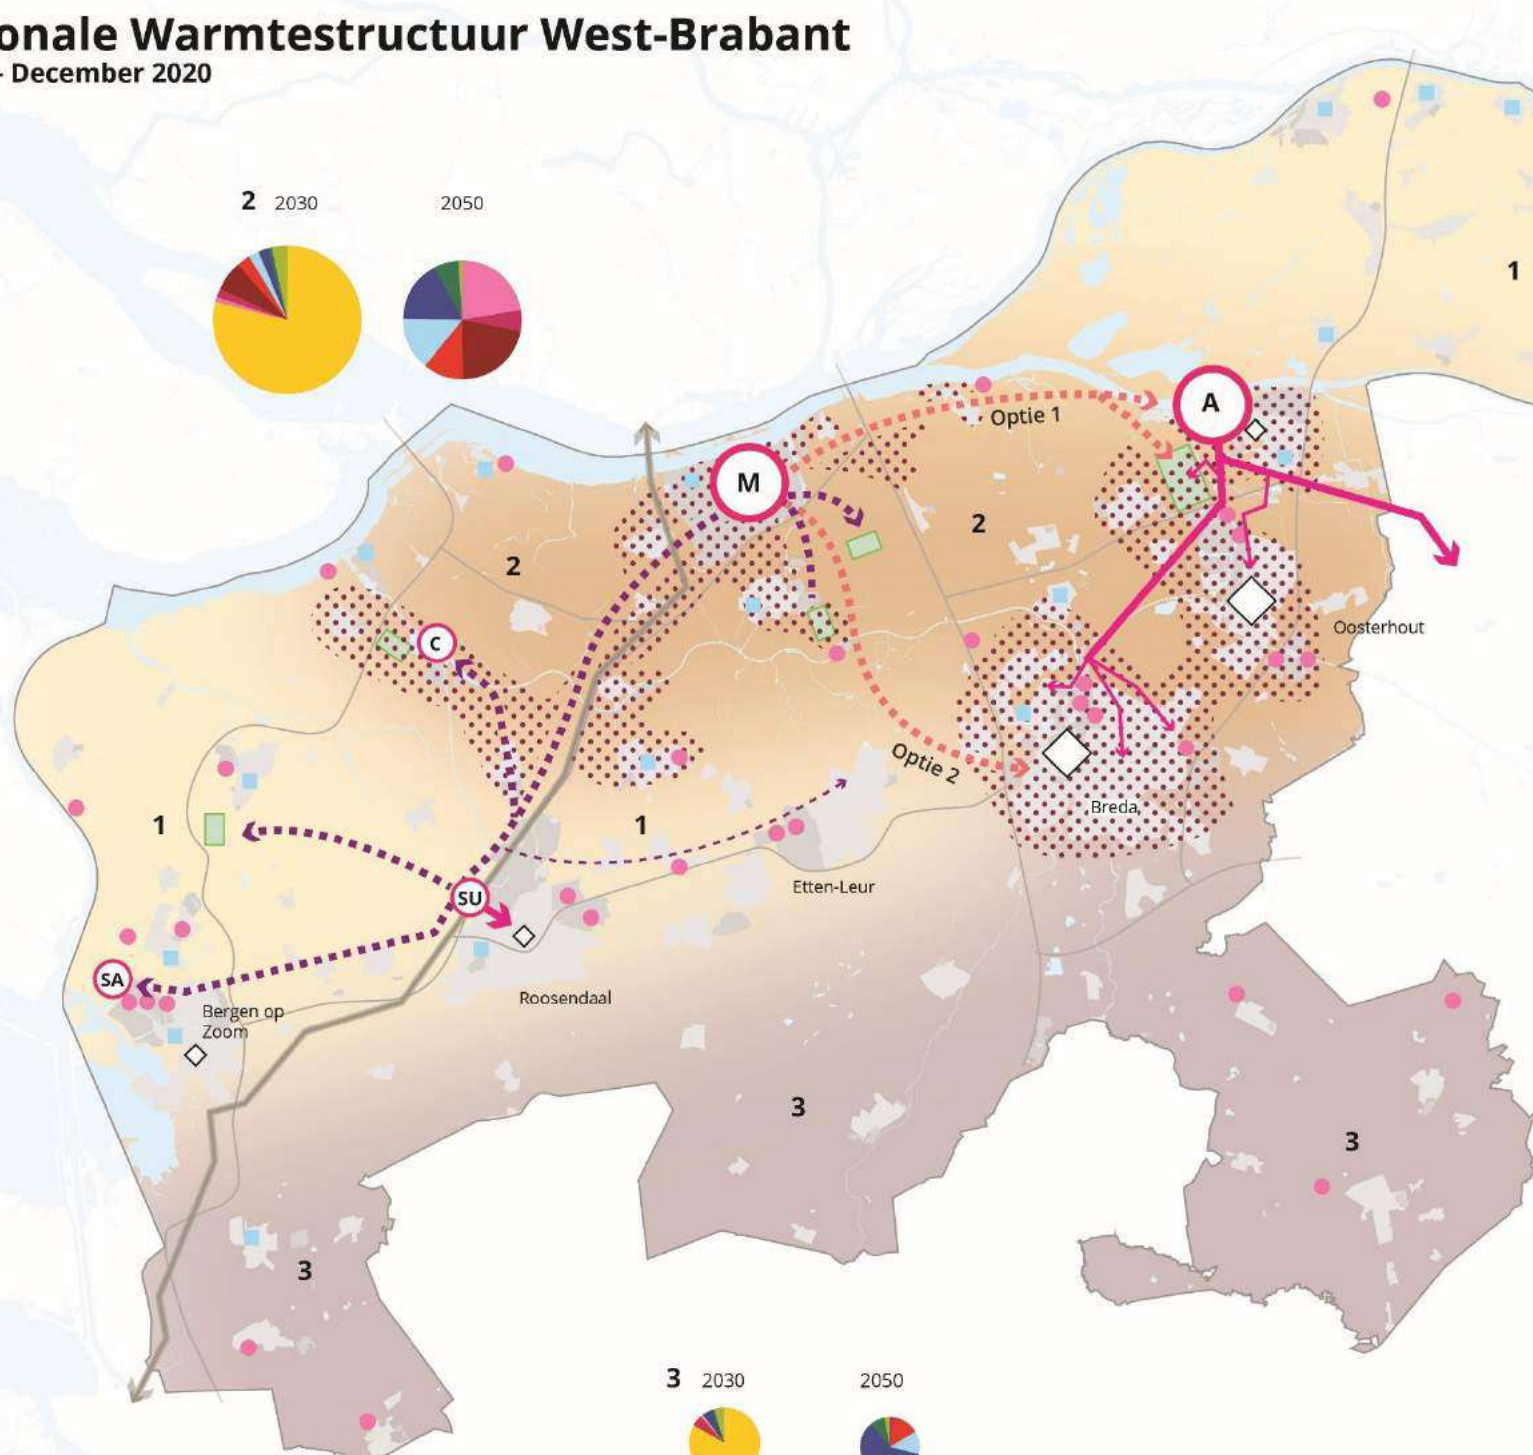 onale Warmtestructuur West-Brabant
- December 2020
2 2030 2050
1
A
Optie 1
M
2
2
Oosterhout
C
Optie 2
Breda
1
1
Etten-Leur
SU
SA
Roosendaal
Bergen op
Zoom
3
3
3
3 2030 2050